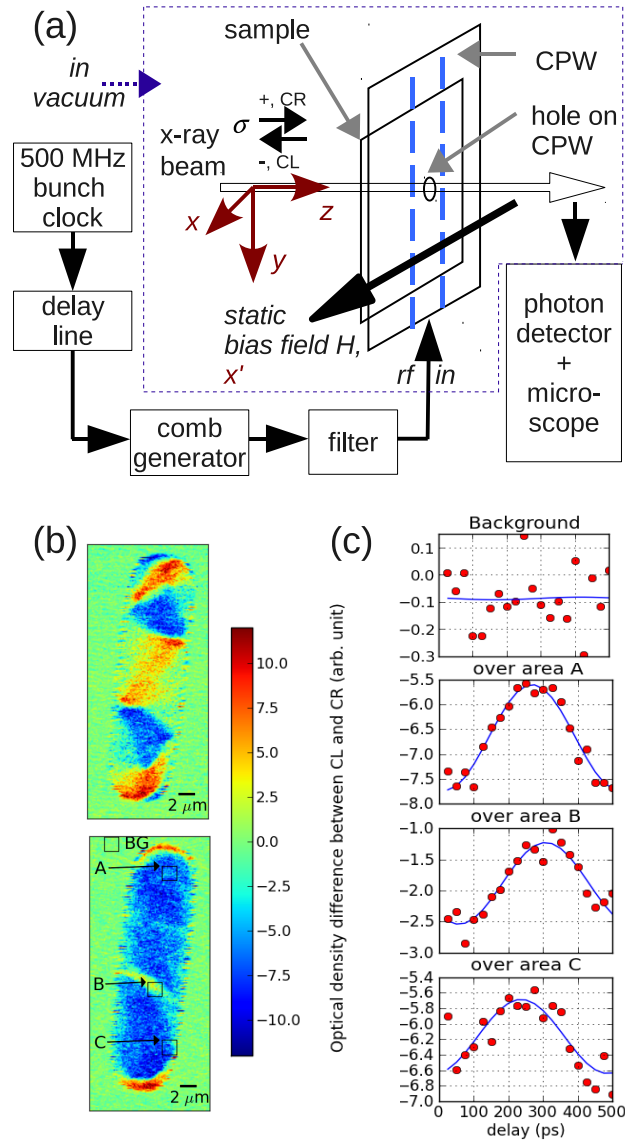 (a)
in
vacuum
sample
CPW
hole on
CPW
σ
+, CR
-, CL
x-ray
beam
x
y
z
500 MHz
bunch
clock
delay
line
comb
generator
filter
static
bias field H,
x'
rf in
photon
detector
+
micro-
scope
(b)
2 μm
10.0
7.5
5.0
2.5
0.0
−2.5
−5.0
−7.5
−10.0
BG
A
B
C
2 μm
(c)
Optical density difference between CL and CR (arb. unit)
Background
0.1
0.0
−0.1
−0.2
−0.3
over area A
−5.5
−6.0
−6.5
−7.0
−7.5
−8.0
over area B
−1.0
−1.5
−2.0
−2.5
−3.0
over area C
−5.4
−5.6
−5.8
−6.0
−6.2
−6.4
−6.6
−6.8
−7.0
0 100 200 300 400 500
delay (ps)